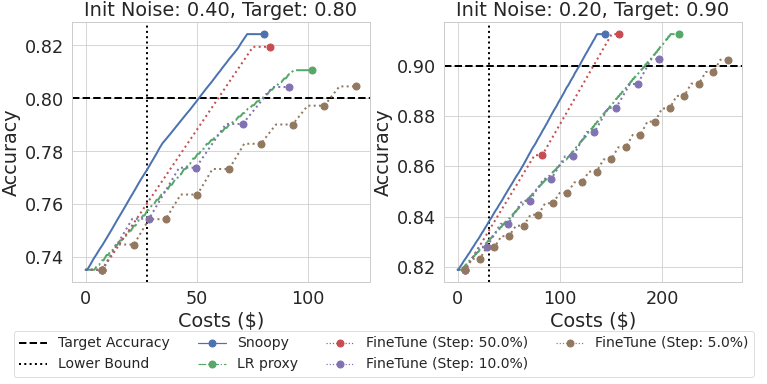 Init Noise: 0.40, Target: 0.80
Accuracy
0.82
0.80
0.78
0.76
0.74
0
50
100
Costs ($)
Init Noise: 0.20, Target: 0.90
Accuracy
0.90
0.88
0.86
0.84
0.82
0
100
200
Costs ($)
Target Accuracy
Lower Bound
Snoopy
LR proxy
FineTune (Step: 50.0%)
FineTune (Step: 10.0%)
FineTune (Step: 5.0%)